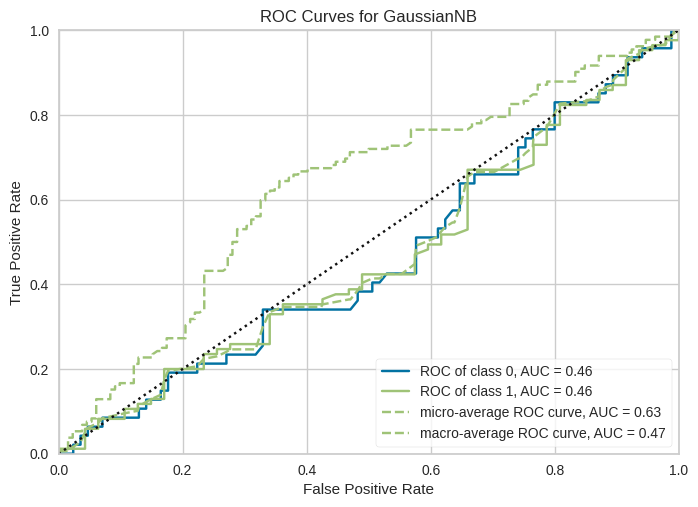 ROC Curves for GaussianNB
1.0
0.8
0.6
0.4
0.2
0.0
True Positive Rate
ROC of class 0, AUC = 0.46
ROC of class 1, AUC = 0.46
micro-average ROC curve, AUC = 0.63
macro-average ROC curve, AUC = 0.47
0.0 0.2 0.4 0.6 0.8 1.0
False Positive Rate